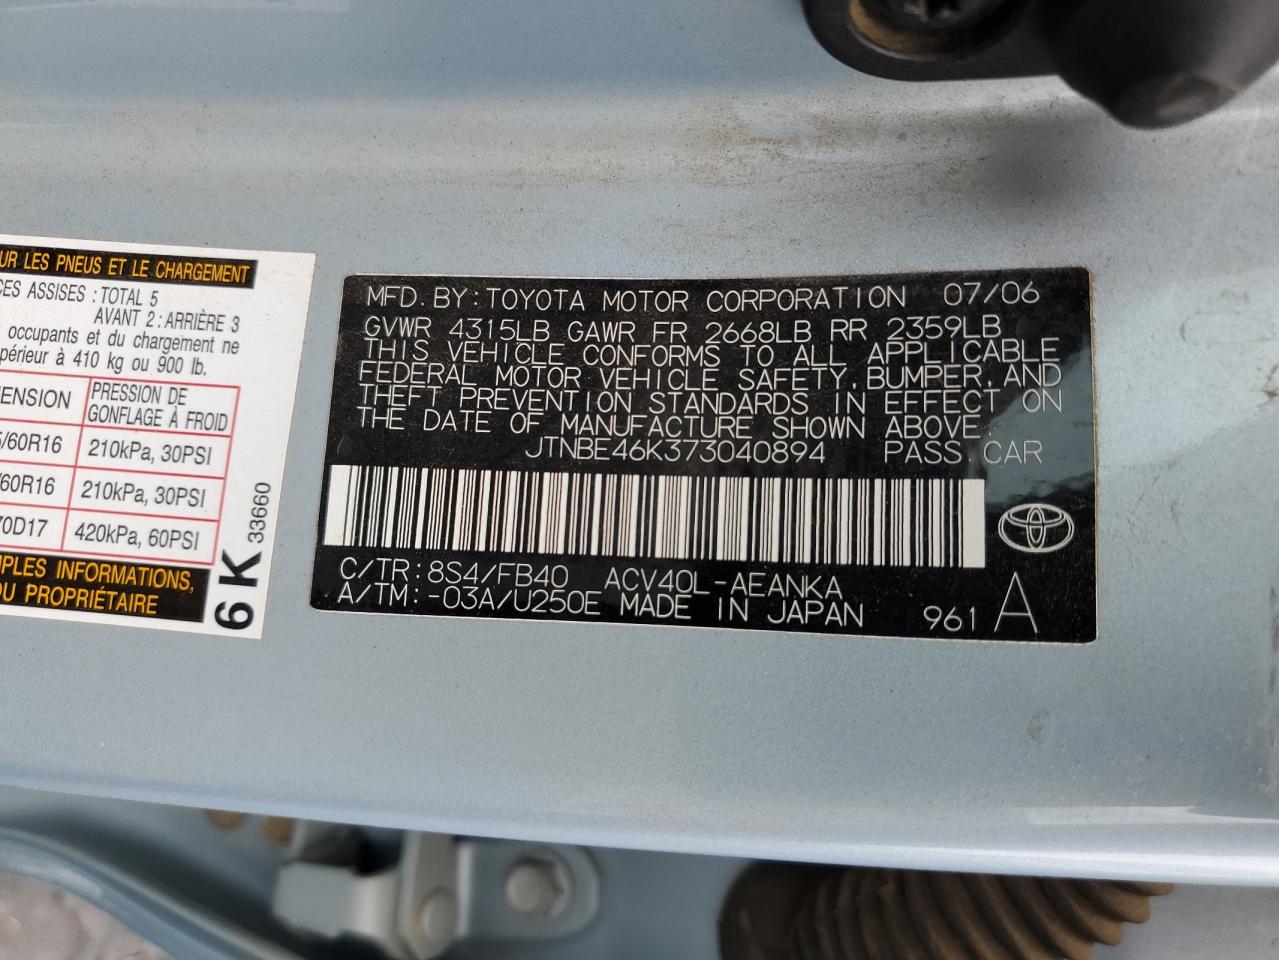 UR LES PNEUS ET LE CHARGEMENT
CES ASSISES : TOTAL 5
AVANT 2 : ARRIÈRE 3
occupants et du chargement ne
périeur à 410 kg ou 900 lb.
ENSION PRESSION DE GONFLAGE À FROID
5/60R16 210kPa, 30PSI
/60R16 210kPa, 30PSI
70D17 420kPa, 60PSI
PLES INFORMATIONS
DU PROPRIÉTAIRE
6K 33660
MFD. BY: TOYOTA MOTOR CORPORATION 07/06
GVWR 4315LB GAWR FR 2668LB RR 2359LB
THIS VEHICLE CONFORMS TO ALL APPLICABLE
FEDERAL MOTOR VEHICLE SAFETY, BUMPER, AND
THEFT PREVENTION STANDARDS IN EFFECT ON
THE DATE OF MANUFACTURE SHOWN ABOVE.
JTNBE46K373040894 PASS. CAR
C/TR: 8S4/FB40 ACV40L-AEANKA
A/TM: -03A/U250E MADE IN JAPAN 961 A